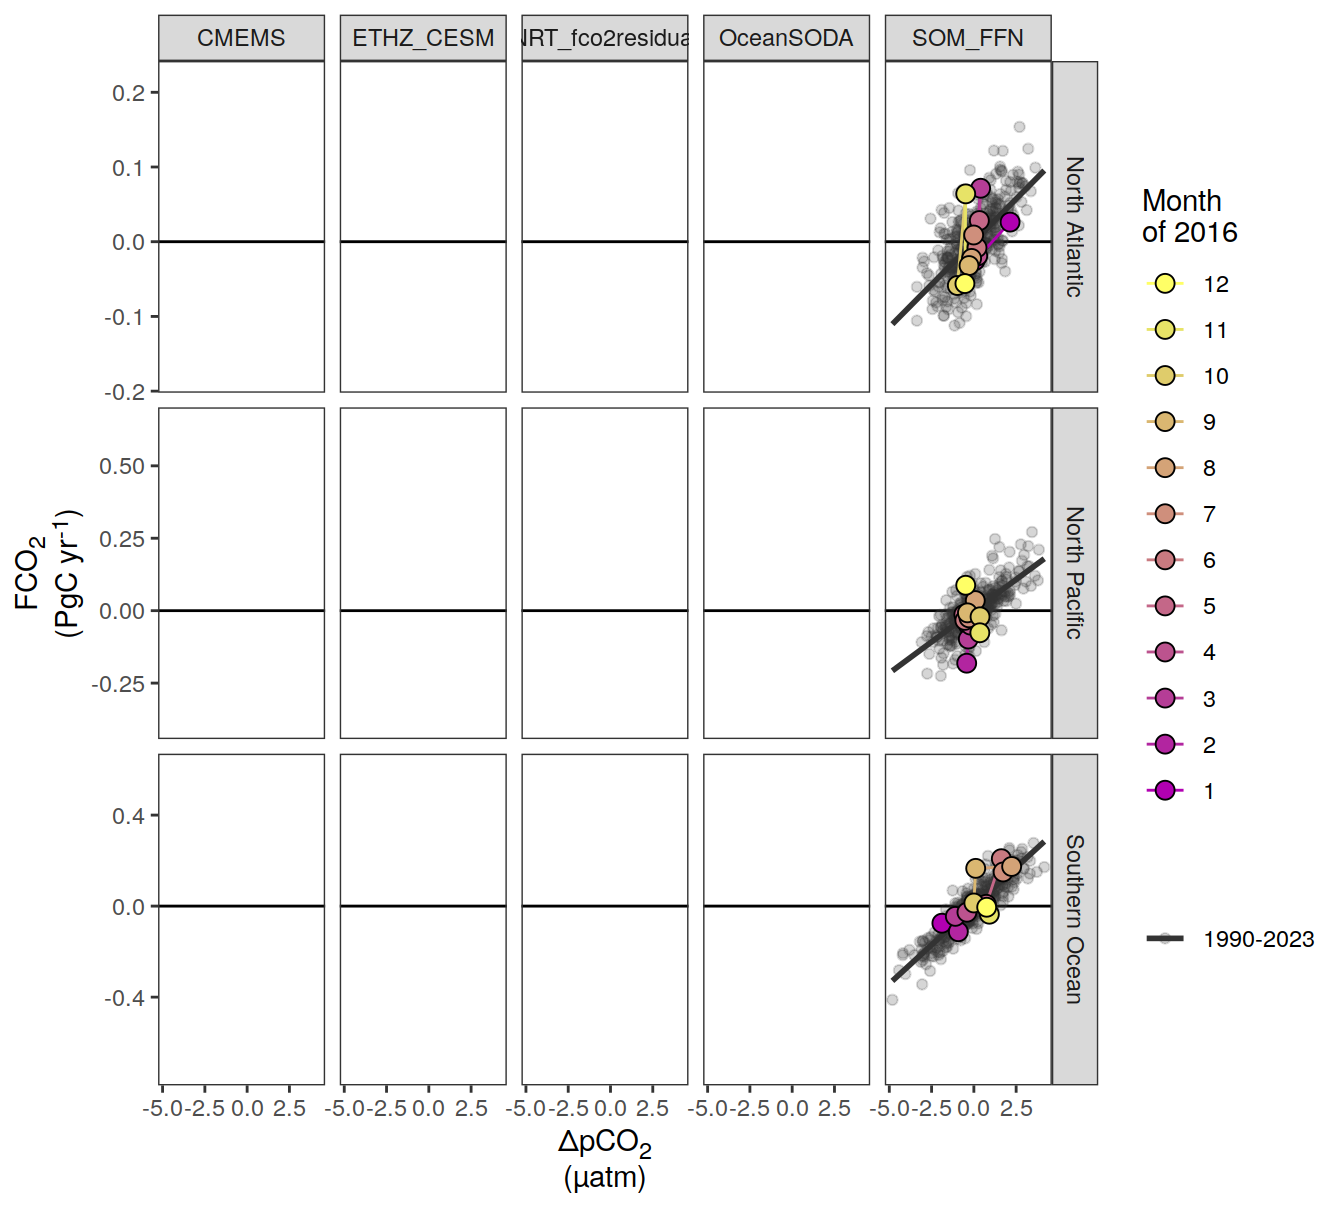 CMEMS
ETHZ_CESM
NRT_fco2residua
OceanSODA
SOM_FFN
0.2
0.1
0.0
-0.1
-0.2
North Atlantic
0.50
0.25
0.00
-0.25
North Pacific
0.4
0.0
-0.4
Southern Ocean
-5.0 -2.5 0.0 2.5
-5.0 -2.5 0.0 2.5
-5.0 -2.5 0.0 2.5
-5.0 -2.5 0.0 2.5
-5.0 -2.5 0.0 2.5
FCO₂
(PgC yr⁻¹)
ΔpCO₂
(µatm)
Month
of 2016
12
11
10
9
8
7
6
5
4
3
2
1
1990-2023